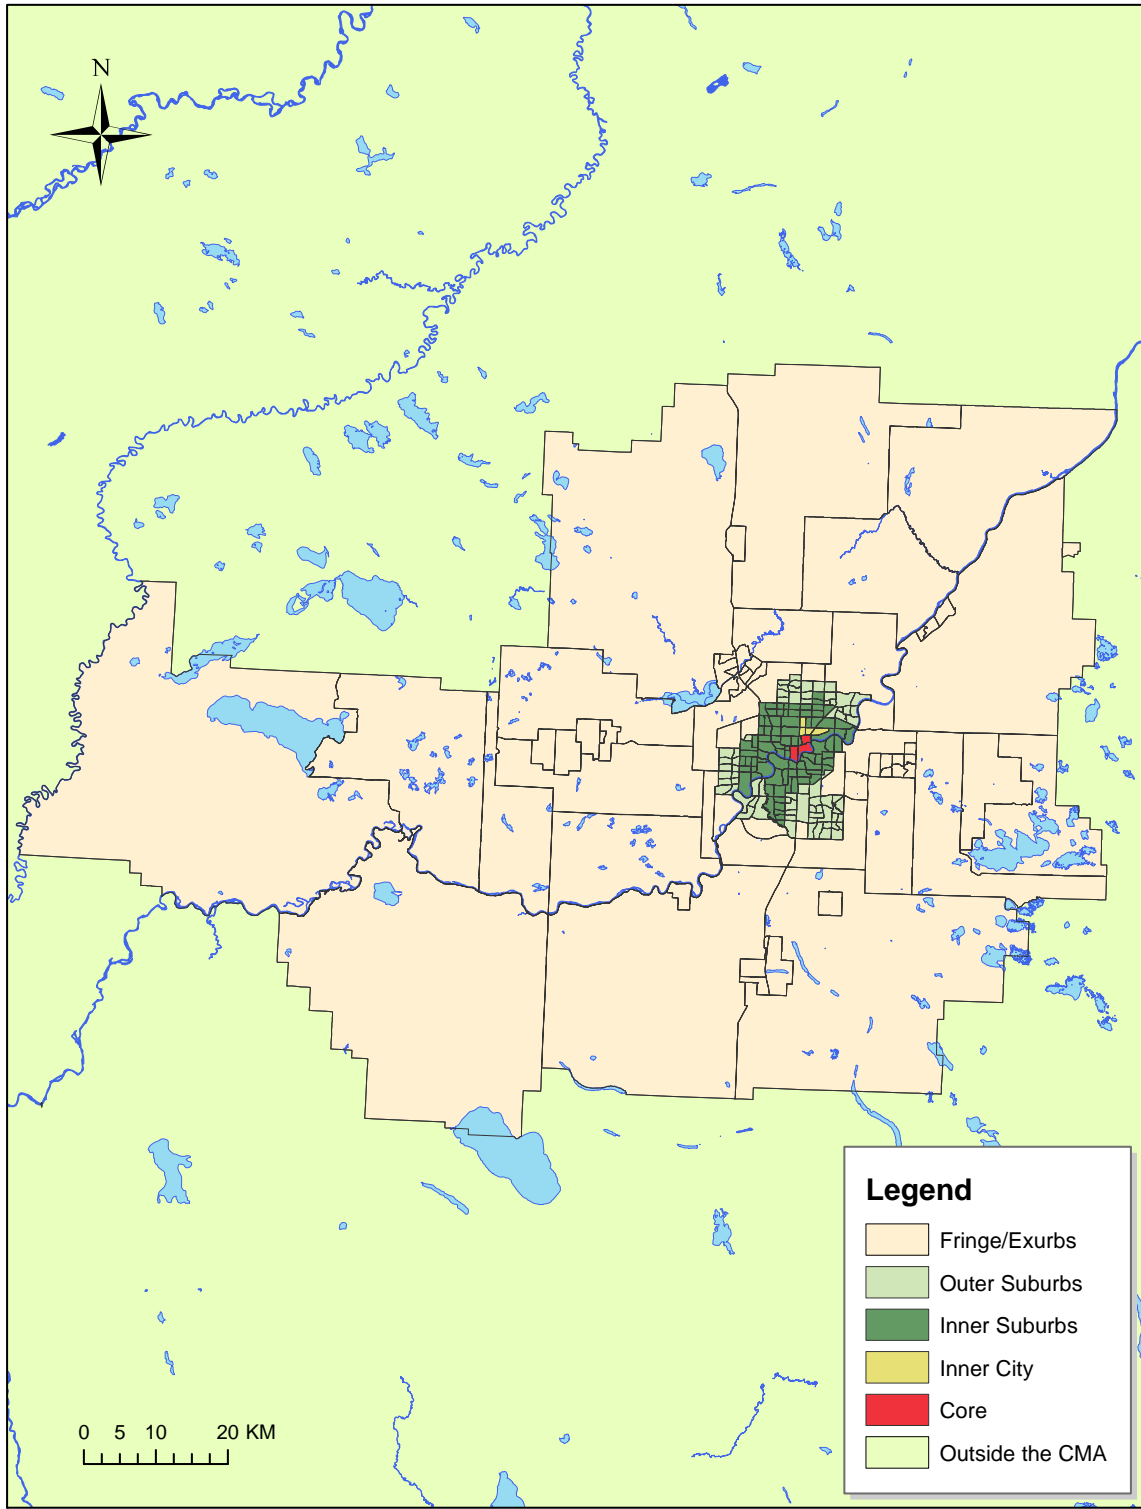 N
Legend
Fringe/Exurbs
Outer Suburbs
Inner Suburbs
Inner City
Core
Outside the CMA
0 5 10 20 KM